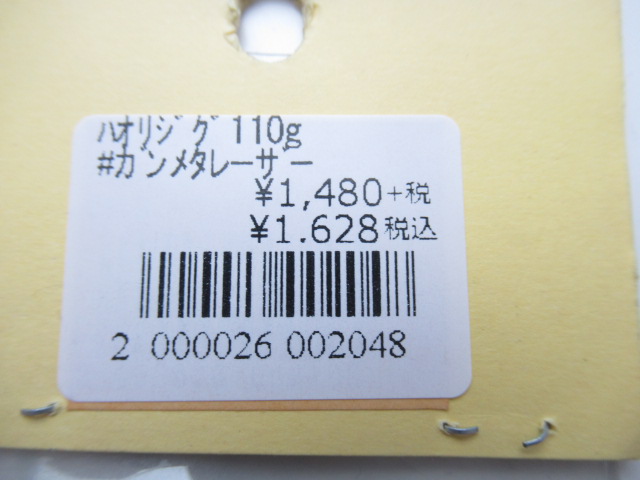 ﾊｵﾘｼﾞｸﾞ 110g
#ガンメタレーザー
¥1,480+税
¥1.628税込
2 000026 002048